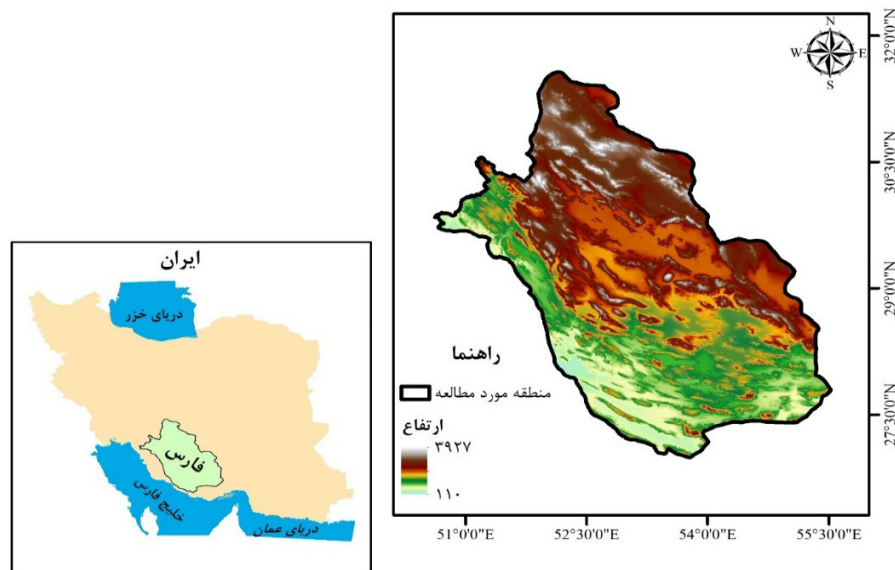 ایران
دریای خزر
فارس
خلیج فارس
دریای عمان
N
W E
S
32°0'0"N
30°30'0"N
29°0'0"N
27°30'0"N
راهنما
منطقه مورد مطالعه
ارتفاع
۳۹۲۷
۱۱۰
51°0'0"E 52°30'0"E 54°0'0"E 55°30'0"E